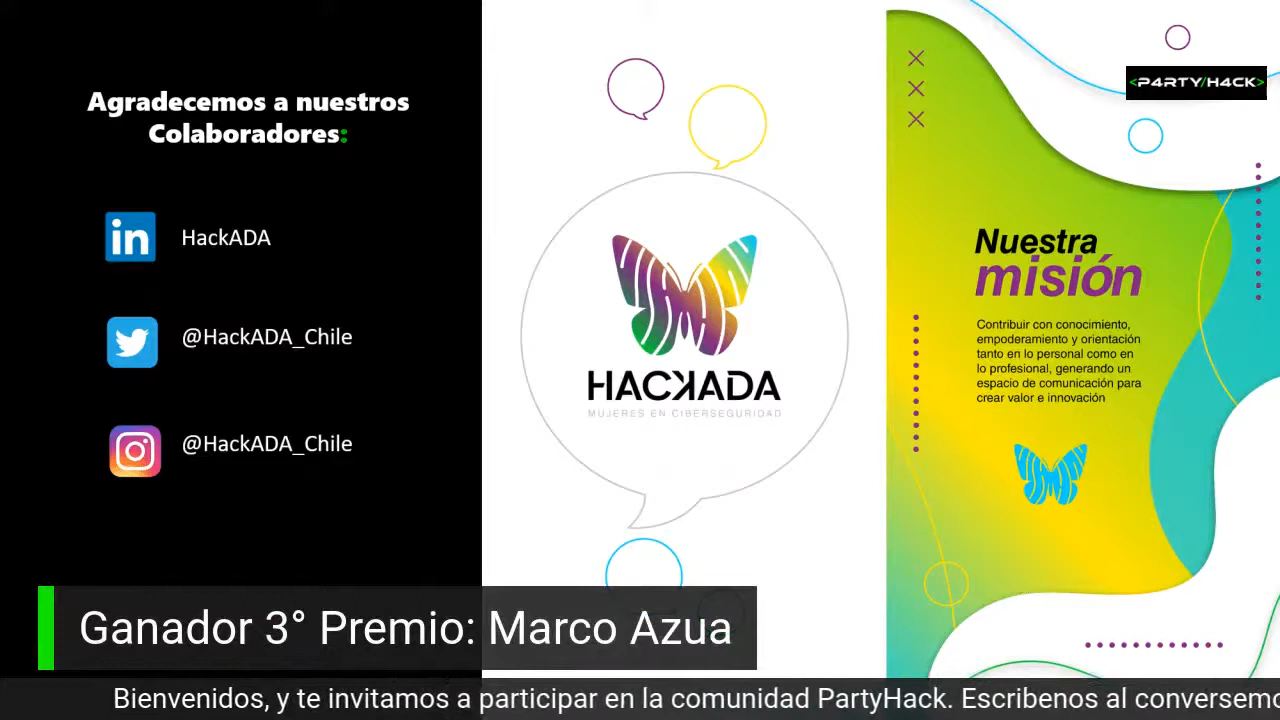 Agradecemos a nuestros
Colaboradores:
HackADA
@HackADA_Chile
@HackADA_Chile
HACKADA
MUJERES EN CIBERSEGURIDAD
<P4RTY/H4CK>
Nuestra
misión
Contribuir con conocimiento,
empoderamiento y orientación
tanto en lo personal como en
lo profesional, generando un
espacio de comunicación para
crear valor e innovación
Ganador 3° Premio: Marco Azua
Bienvenidos, y te invitamos a participar en la comunidad PartyHack. Escribenos al conversemo